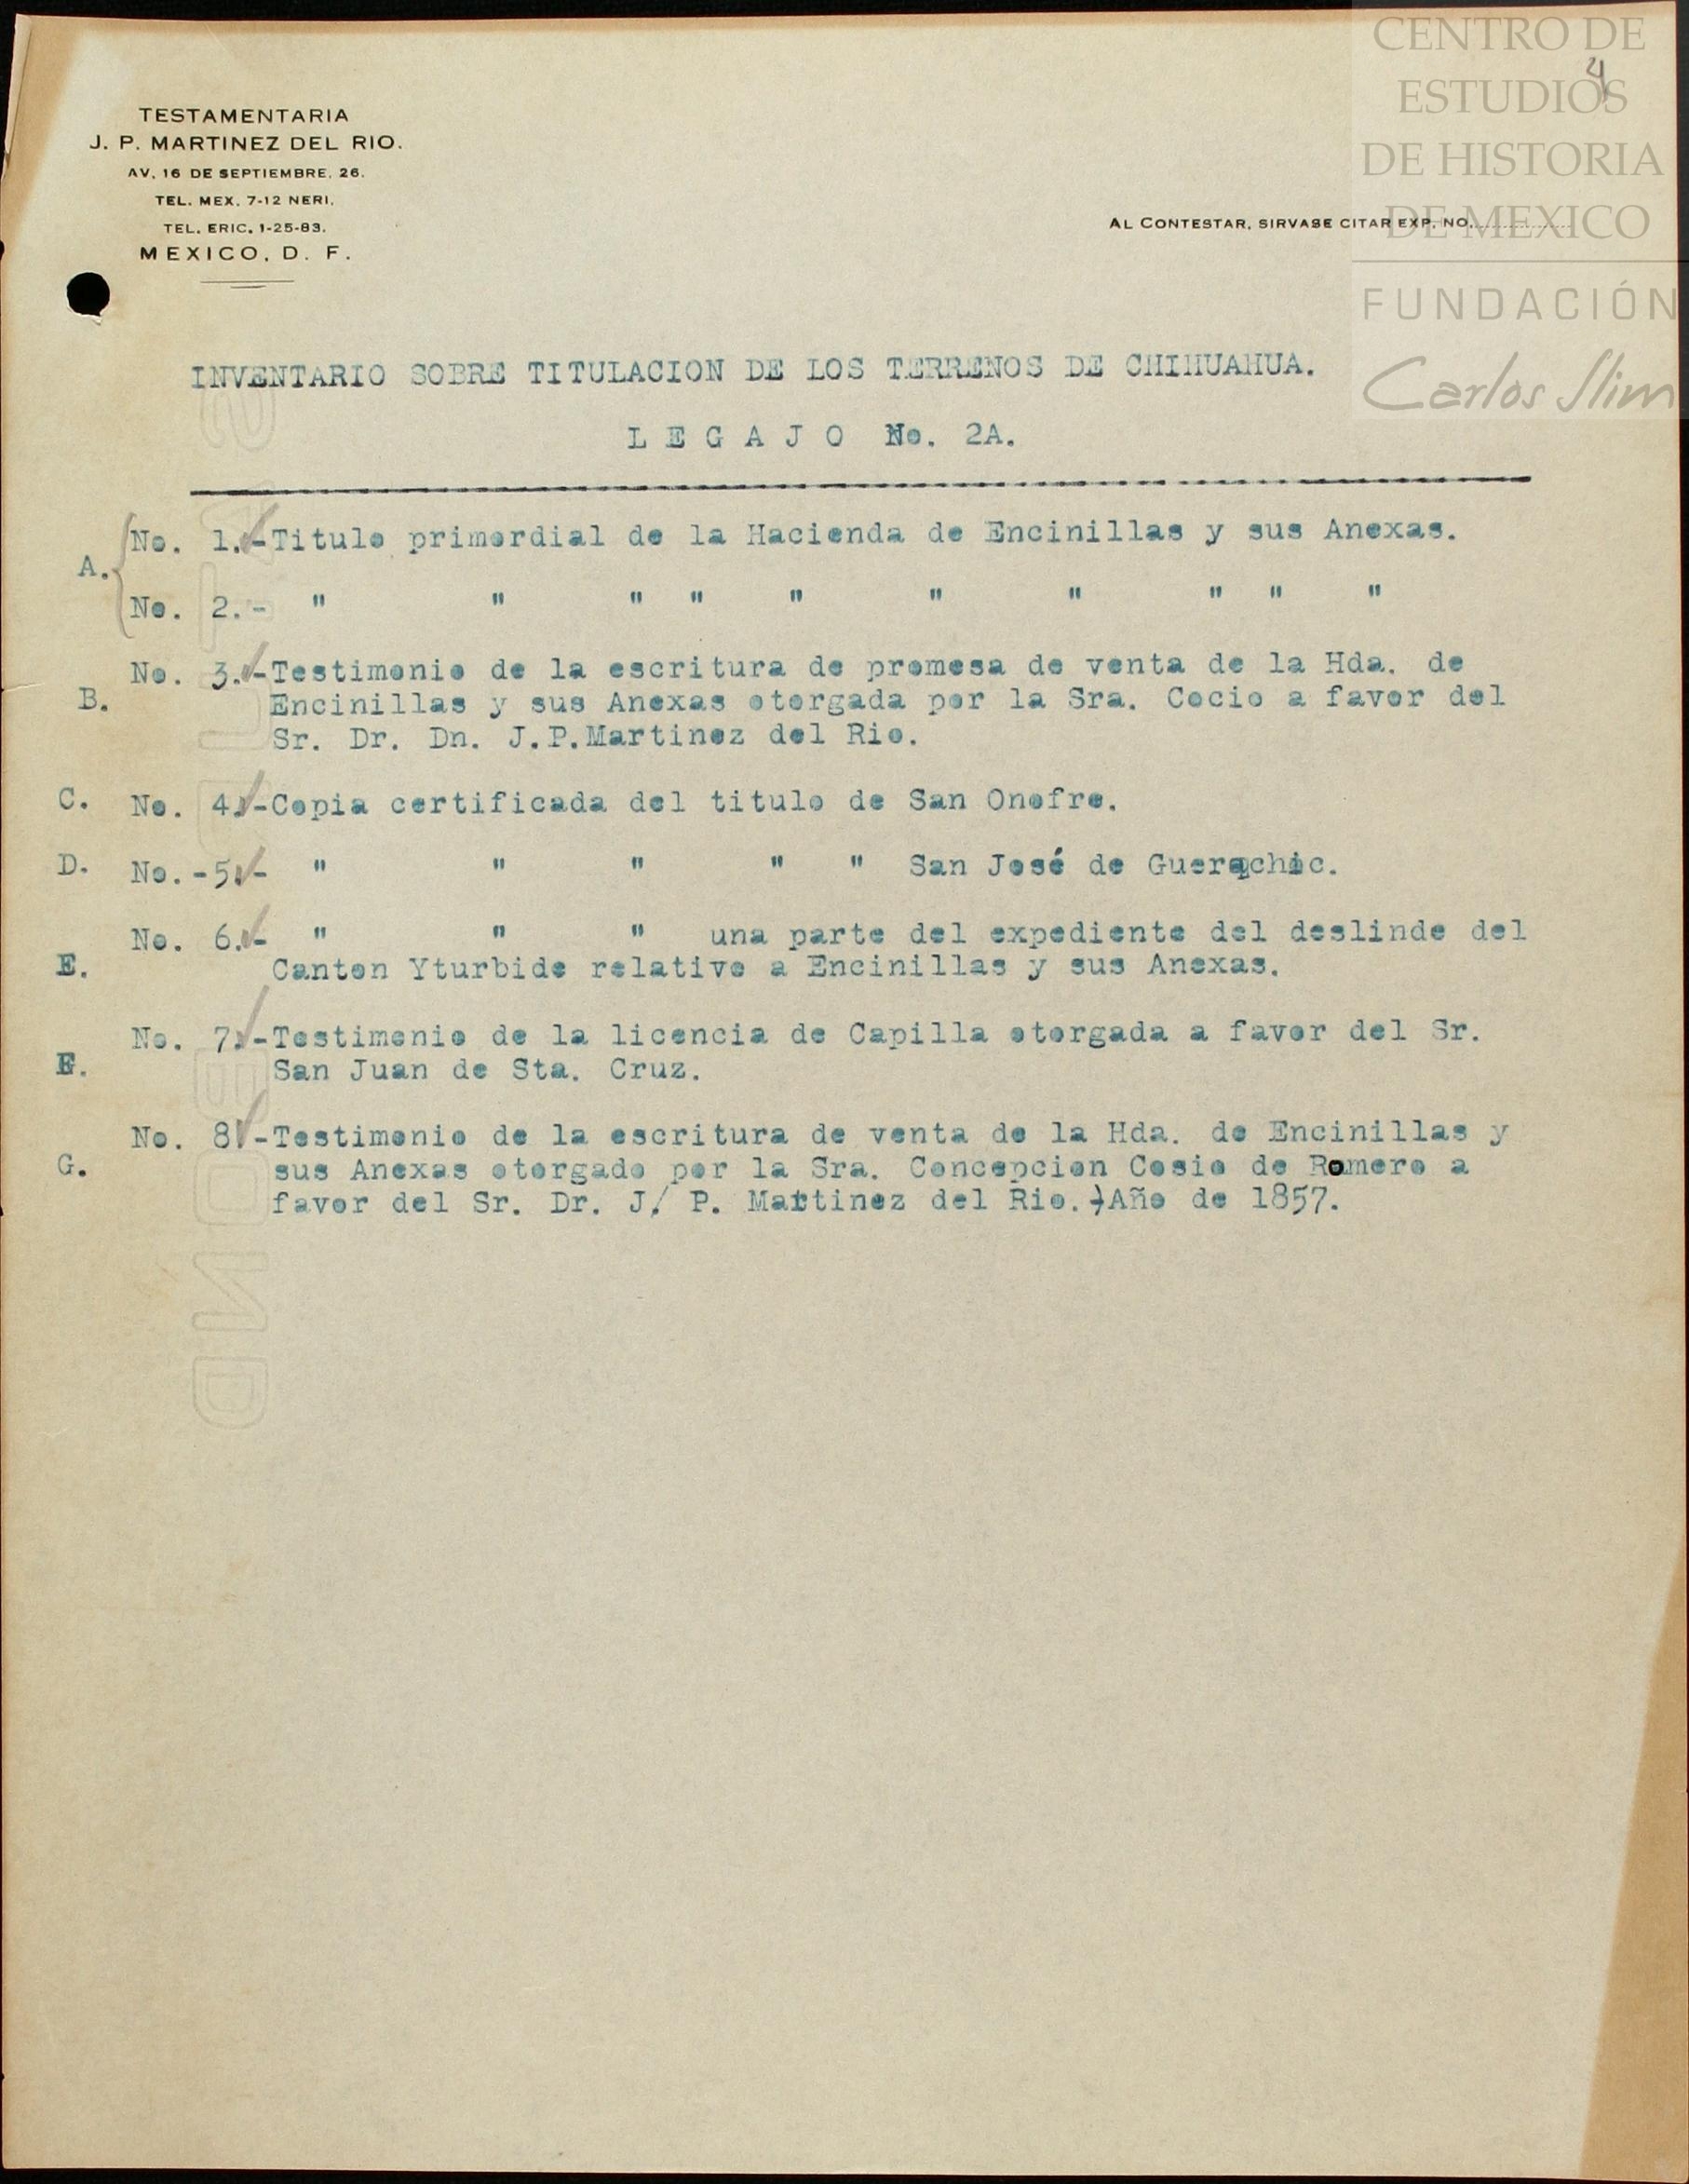 CENTRO DE
ESTUDIOS
DE HISTORIA
DE MEXICO
FUNDACIÓN
Carlos Slim
4
TESTAMENTARIA
J. P. MARTINEZ DEL RIO.
AV. 16 DE SEPTIEMBRE. 26.
TEL. MEX. 7-12 NERI.
TEL. ERIC. 1-25-83.
MEXICO, D. F.
AL CONTESTAR, SIRVASE CITAR EXP. NO.
INVENTARIO SOBRE TITULACION DE LOS TERRENOS DE CHIHUAHUA.
L E G A J O No. 2A.
A. No. 1.-Titulo primordial de la Hacienda de Encinillas y sus Anexas.
No. 2.- " " " " " " " " " "
No. 3.-Testimonio de la escritura de promesa de venta de la Hda. de
B. Encinillas y sus Anexas otorgada por la Sra. Cocio a favor del
Sr. Dr. Dn. J.P.Martinez del Rio.
C. No. 4.-Copia certificada del titulo de San Onofre.
D. No.-5.- " " " " " San José de Guerachic.
No. 6.- " " " una parte del expediente del deslinde del
E. Canton Yturbide relativo a Encinillas y sus Anexas.
No. 7.-Testimonio de la licencia de Capilla otorgada a favor del Sr.
F. San Juan de Sta. Cruz.
No. 8.-Testimonio de la escritura de venta de la Hda. de Encinillas y
G. sus Anexas otorgado por la Sra. Concepcion Cosio de Romero a
favor del Sr. Dr. J/ P. Martinez del Rio.-)Año de 1857.
BOND